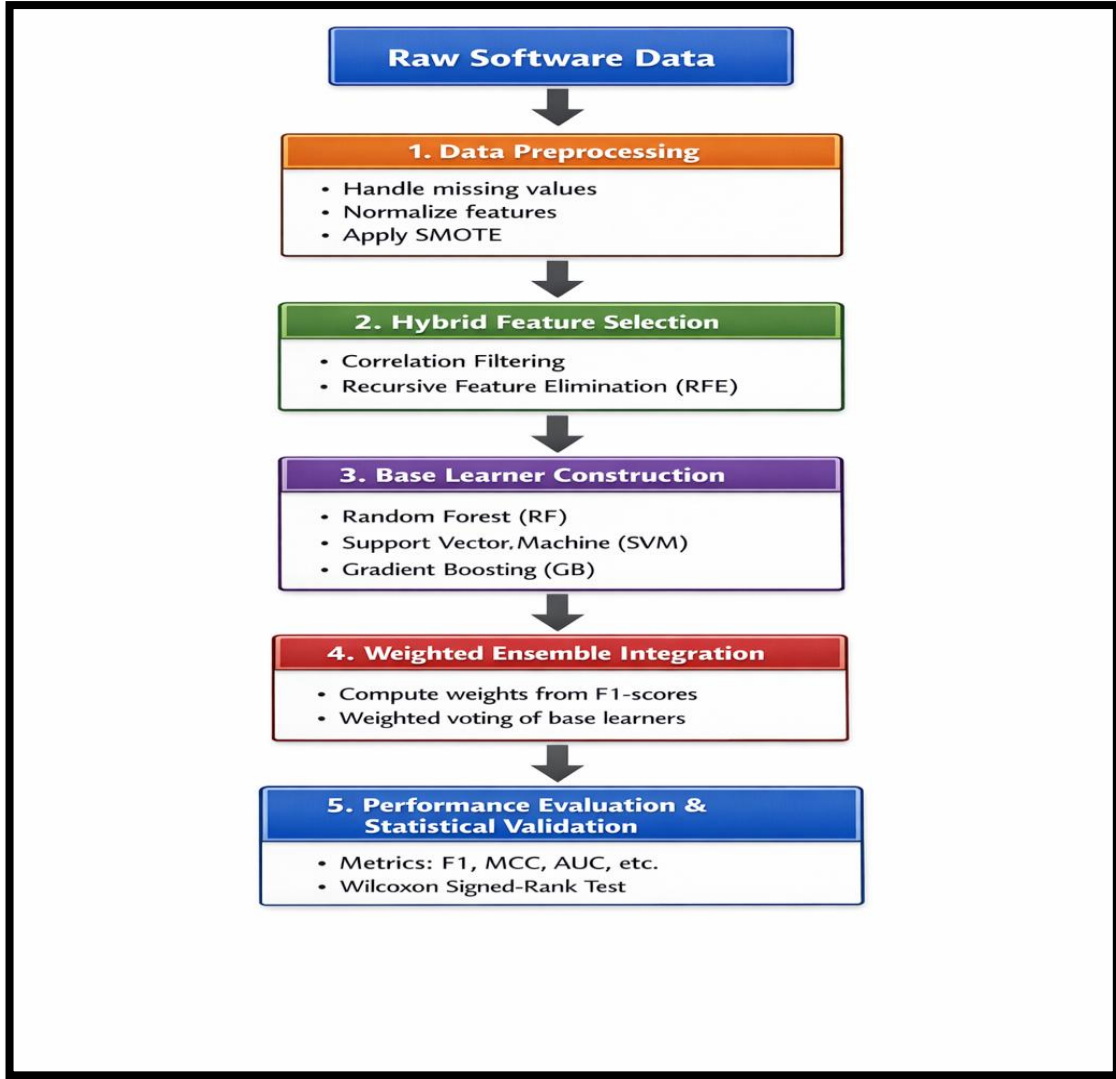 Raw Software Data
1. Data Preprocessing
• Handle missing values
• Normalize features
• Apply SMOTE
2. Hybrid Feature Selection
• Correlation Filtering
• Recursive Feature Elimination (RFE)
3. Base Learner Construction
• Random Forest (RF)
• Support Vector.Machine (SVM)
• Gradient Boosting (GB)
4. Weighted Ensemble Integration
• Compute weights from F1-scores
• Weighted voting of base learners
5. Performance Evaluation &
Statistical Validation
• Metrics: F1, MCC, AUC, etc.
• Wilcoxon Signed-Rank Test